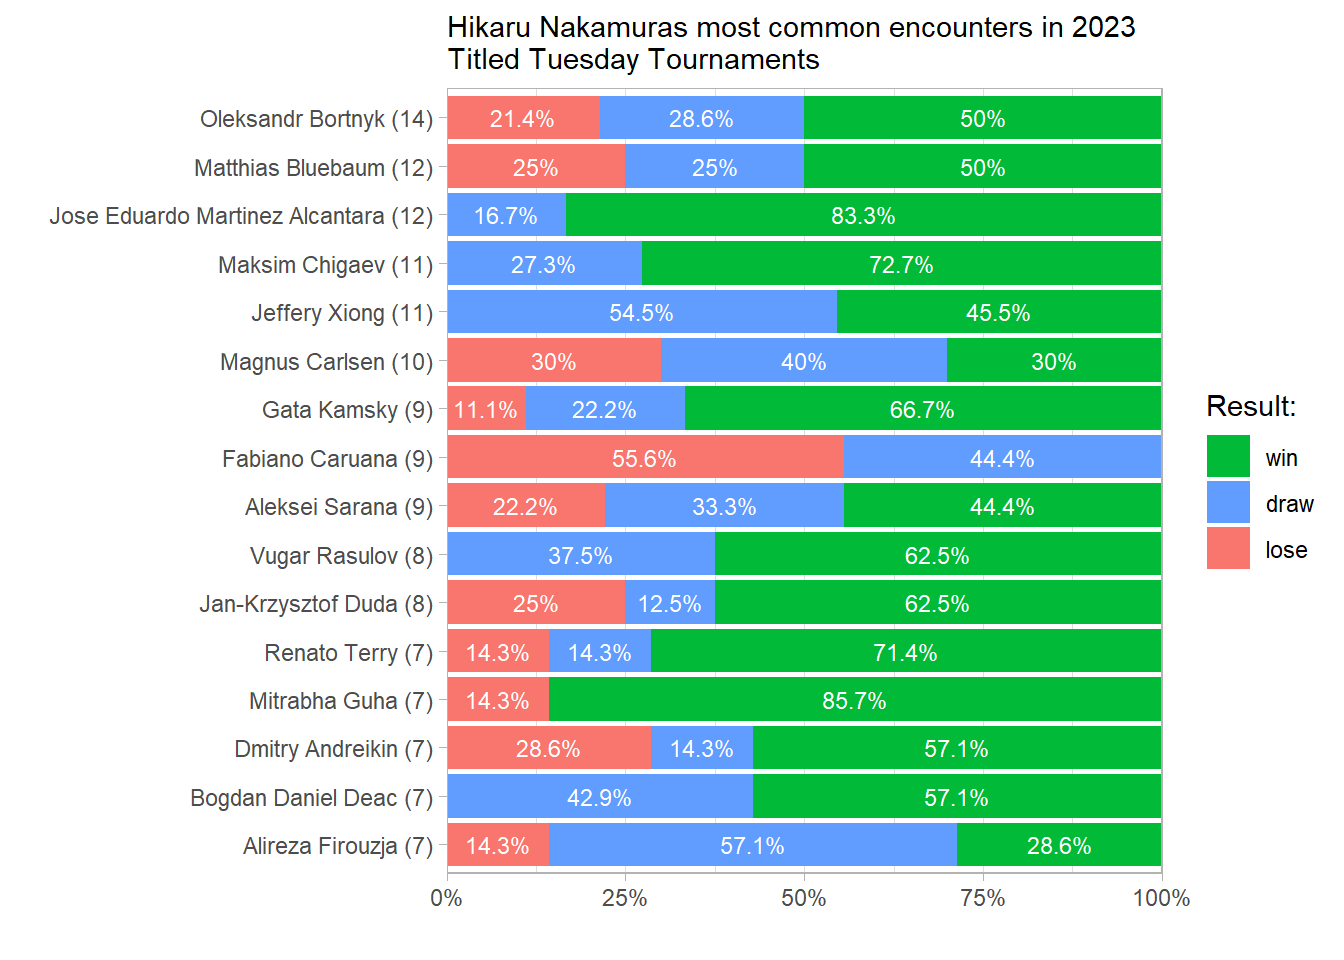 Hikaru Nakamuras most common encounters in 2023
Titled Tuesday Tournaments
Oleksandr Bortnyk (14) 21.4% 28.6% 50%
Matthias Bluebaum (12) 25% 25% 50%
Jose Eduardo Martinez Alcantara (12) 16.7% 83.3%
Maksim Chigaev (11) 27.3% 72.7%
Jeffery Xiong (11) 54.5% 45.5%
Magnus Carlsen (10) 30% 40% 30%
Gata Kamsky (9) 11.1% 22.2% 66.7%
Fabiano Caruana (9) 55.6% 44.4%
Aleksei Sarana (9) 22.2% 33.3% 44.4%
Vugar Rasulov (8) 37.5% 62.5%
Jan-Krzysztof Duda (8) 25% 12.5% 62.5%
Renato Terry (7) 14.3% 14.3% 71.4%
Mitrabha Guha (7) 14.3% 85.7%
Dmitry Andreikin (7) 28.6% 14.3% 57.1%
Bogdan Daniel Deac (7) 42.9% 57.1%
Alireza Firouzja (7) 14.3% 57.1% 28.6%
0% 25% 50% 75% 100%
Result:
win
draw
lose